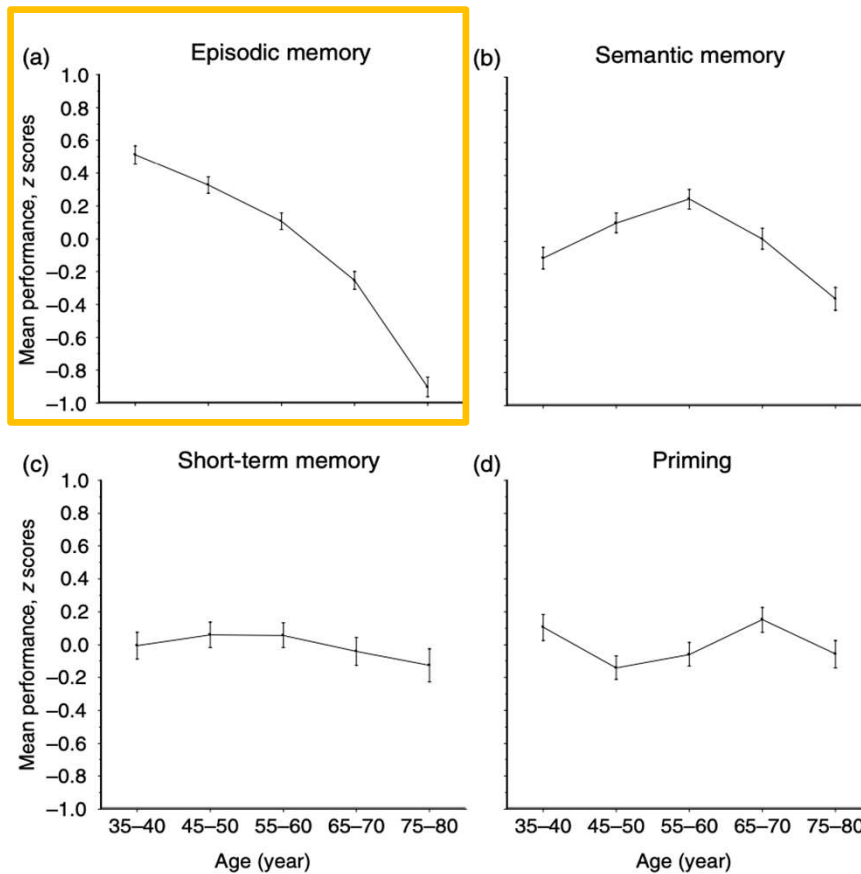 (a) Episodic memory
Mean performance, z scores
1.0
0.8
0.6
0.4
0.2
0.0
−0.2
−0.4
−0.6
−0.8
−1.0
(b) Semantic memory
(c) Short-term memory
Mean performance, z scores
1.0
0.8
0.6
0.4
0.2
0.0
−0.2
−0.4
−0.6
−0.8
−1.0
35–40 45–50 55–60 65–70 75–80
Age (year)
(d) Priming
35–40 45–50 55–60 65–70 75–80
Age (year)